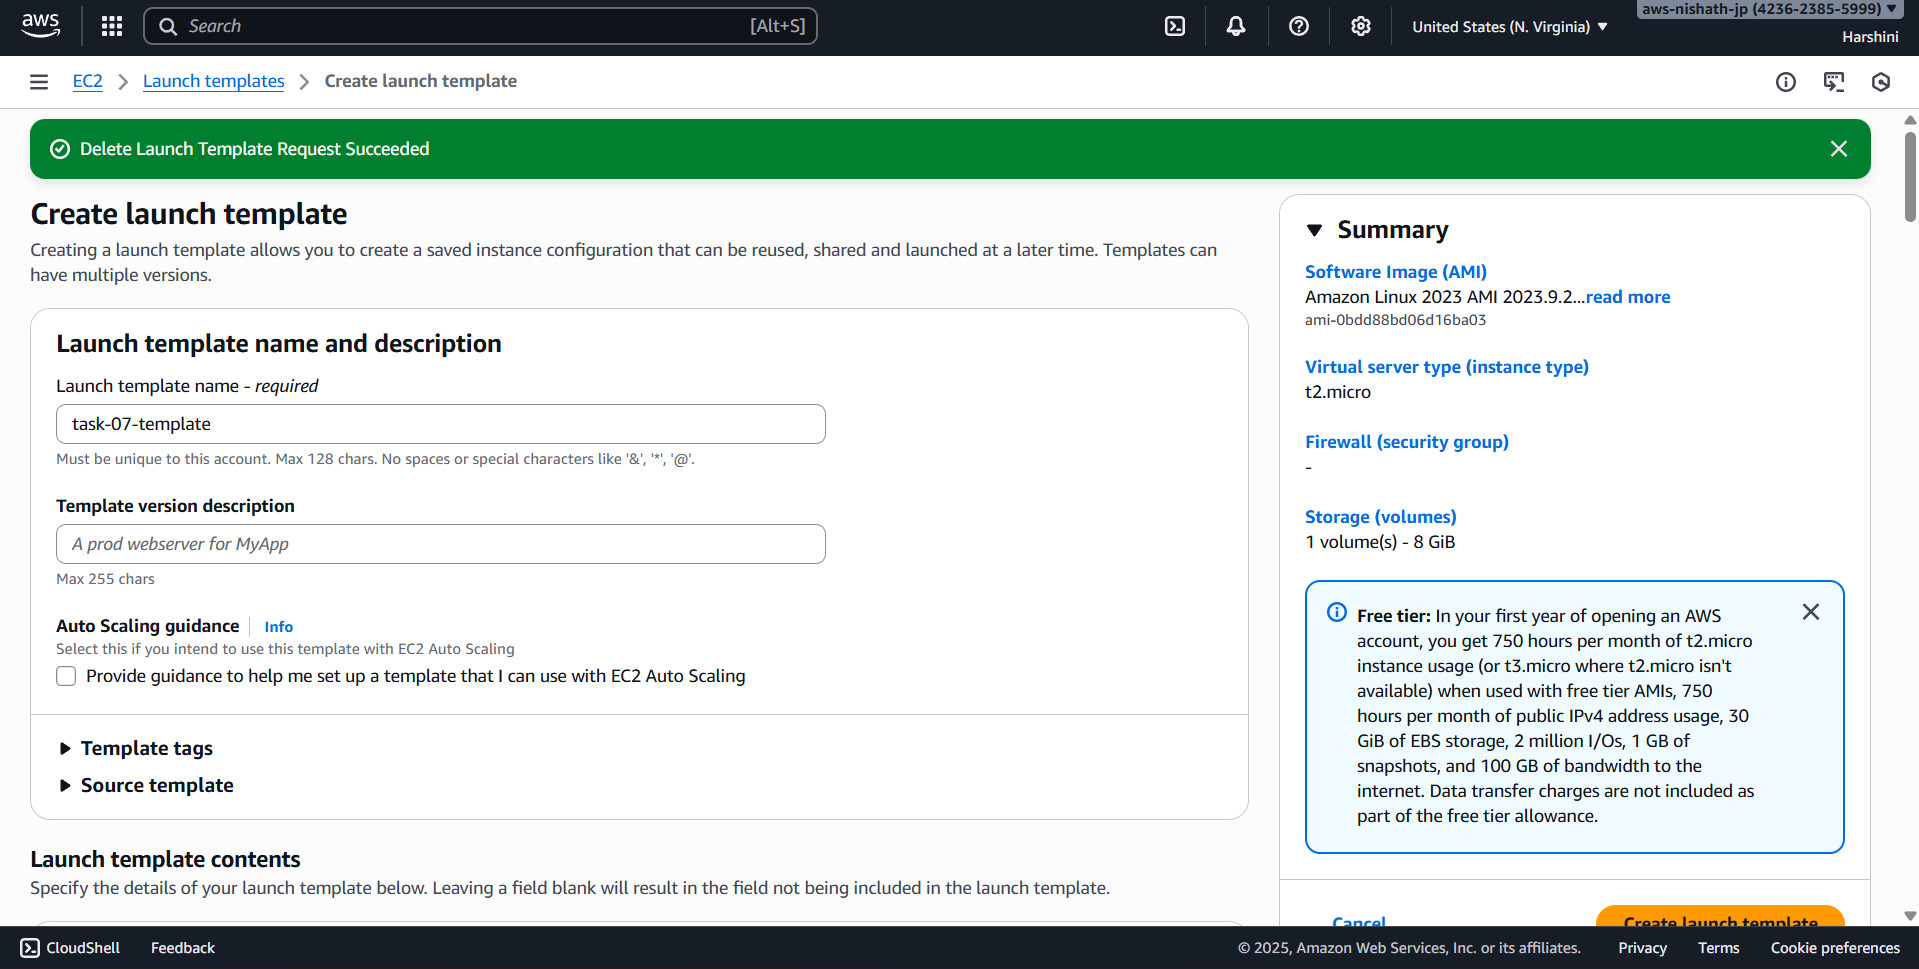 aws
Search
[Alt+S]
United States (N. Virginia)
aws-nishath-jp (4236-2385-5999)
Harshini
EC2
Launch templates
Create launch template
Delete Launch Template Request Succeeded
Create launch template
Creating a launch template allows you to create a saved instance configuration that can be reused, shared and launched at a later time. Templates can
have multiple versions.
Launch template name and description
Launch template name - required
task-07-template
Must be unique to this account. Max 128 chars. No spaces or special characters like '&', '*', '@'.
Template version description
A prod webserver for MyApp
Max 255 chars
Auto Scaling guidance
Info
Select this if you intend to use this template with EC2 Auto Scaling
Provide guidance to help me set up a template that I can use with EC2 Auto Scaling
Template tags
Source template
Launch template contents
Specify the details of your launch template below. Leaving a field blank will result in the field not being included in the launch template.
Summary
Software Image (AMI)
Amazon Linux 2023 AMI 2023.9.2...read more
ami-0bdd88bd06d16ba03
Virtual server type (instance type)
t2.micro
Firewall (security group)
-
Storage (volumes)
1 volume(s) - 8 GiB
Free tier: In your first year of opening an AWS
account, you get 750 hours per month of t2.micro
instance usage (or t3.micro where t2.micro isn't
available) when used with free tier AMIs, 750
hours per month of public IPv4 address usage, 30
GiB of EBS storage, 2 million I/Os, 1 GB of
snapshots, and 100 GB of bandwidth to the
internet. Data transfer charges are not included as
part of the free tier allowance.
Cancel
Create launch template
CloudShell
Feedback
© 2025, Amazon Web Services, Inc. or its affiliates.
Privacy
Terms
Cookie preferences